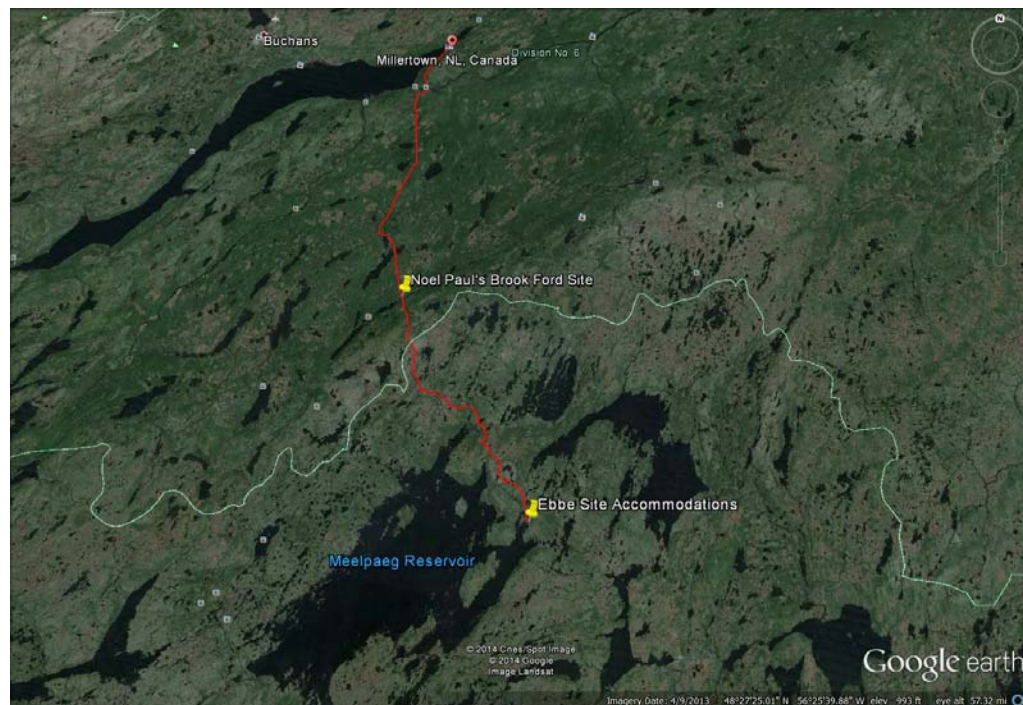 N
Buchans
Division No. 6
Millertown, NL, Canada
Noel Paul's Brook Ford Site
Ebbe Site Accommodations
Meelpaeg Reservoir
© 2014 Cnes/Spot Image
© 2014 Google
Image Landsat
Google earth
Imagery Date: 4/9/2013 48°27'25.01" N 56°25'39.88" W elev 993 ft eye alt 57.32 mi